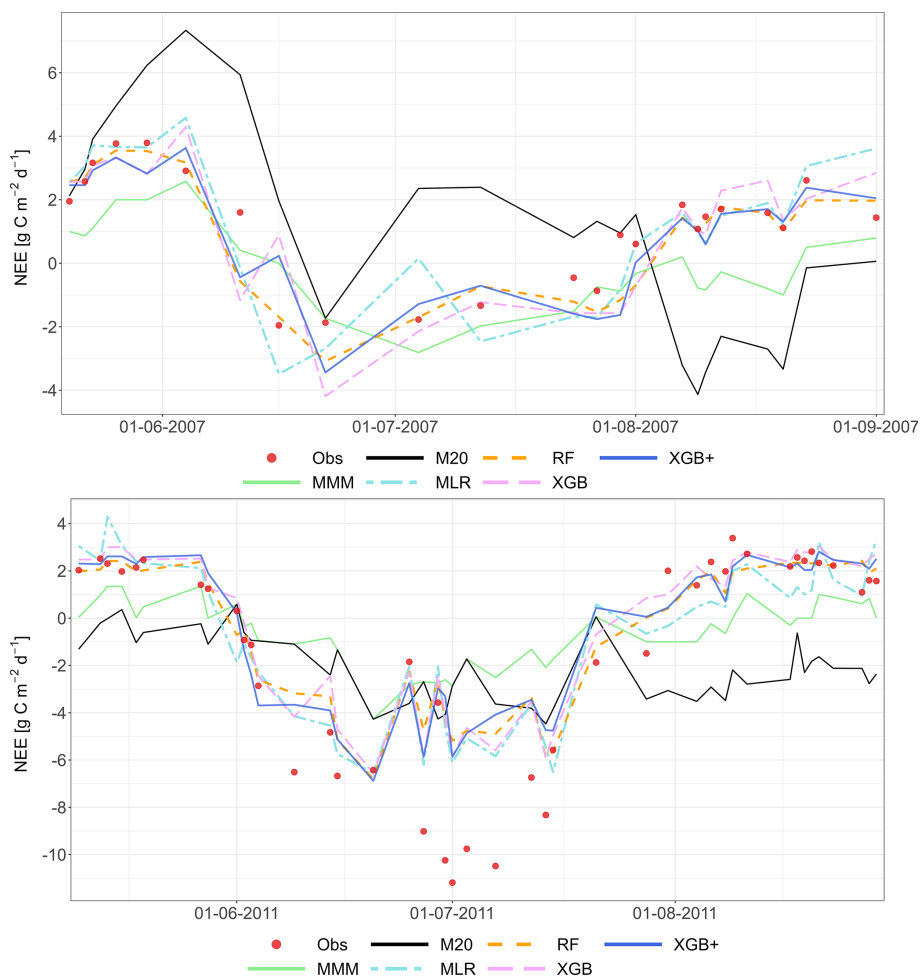 NEE [g C m⁻² d⁻¹]
6
4
2
0
-2
-4
01-06-2007 01-07-2007 01-08-2007 01-09-2007
Obs M20 RF XGB+
MMM MLR XGB
NEE [g C m⁻² d⁻¹]
4
2
0
-2
-4
-6
-8
-10
01-06-2011 01-07-2011 01-08-2011
Obs M20 RF XGB+
MMM MLR XGB